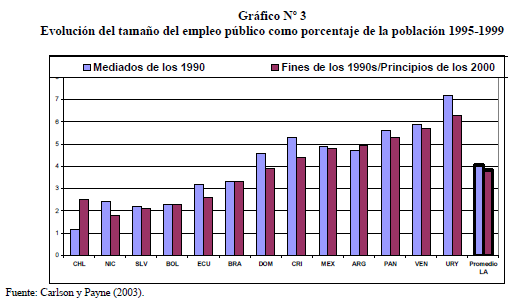 Gráfico Nº 3
Evolución del tamaño del empleo público como porcentaje de la población 1995-1999
Mediados de los 1990 Fines de los 1990s/Principios de los 2000
8
7
6
5
4
3
2
1
0
CHL NIC SLV BOL ECU BRA DOM CRI MEX ARG PAN VEN URY Promedio
LA
Fuente: Carlson y Payne (2003).